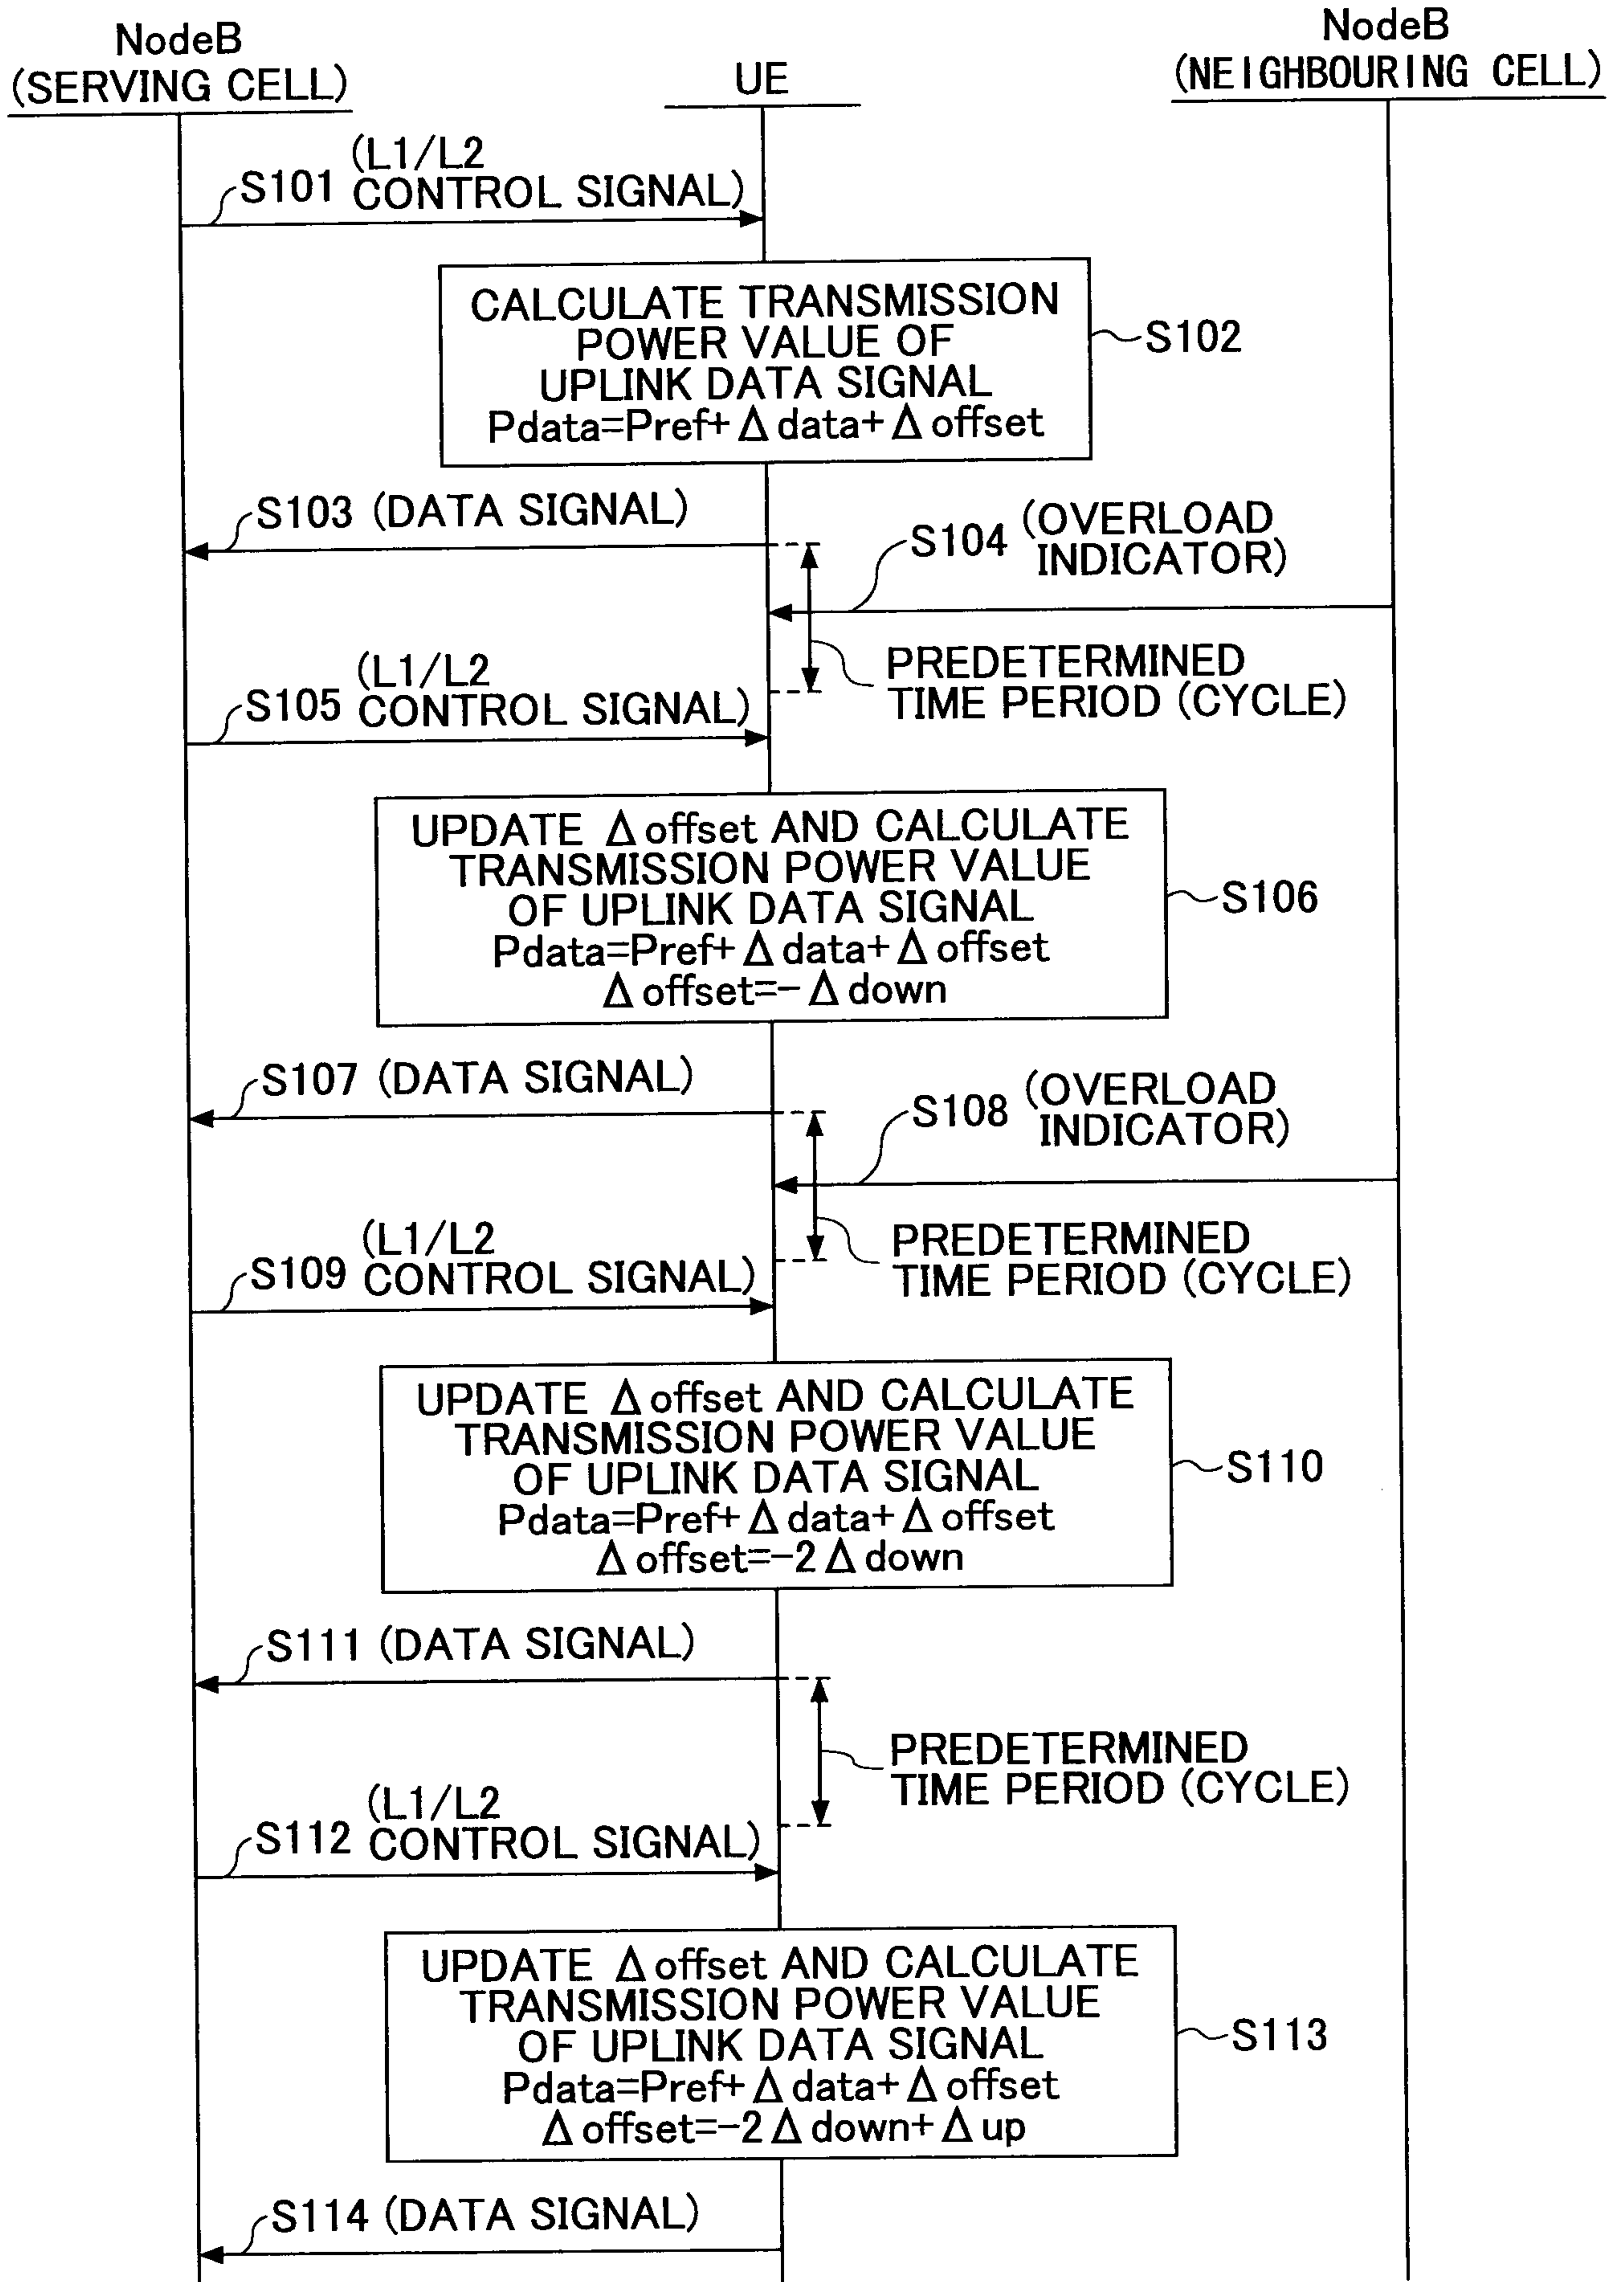 NodeB
(SERVING CELL)
UE
NodeB
(NEIGHBOURING CELL)
S101
(L1/L2
CONTROL SIGNAL)
CALCULATE TRANSMISSION
POWER VALUE OF
UPLINK DATA SIGNAL
Pdata=Pref+Δdata+Δoffset
S102
S103 (DATA SIGNAL)
S104
(OVERLOAD
INDICATOR)
PREDETERMINED
TIME PERIOD (CYCLE)
S105
(L1/L2
CONTROL SIGNAL)
UPDATE Δoffset AND CALCULATE
TRANSMISSION POWER VALUE
OF UPLINK DATA SIGNAL
Pdata=Pref+Δdata+Δoffset
Δoffset=-Δdown
S106
S107 (DATA SIGNAL)
S108
(OVERLOAD
INDICATOR)
PREDETERMINED
TIME PERIOD (CYCLE)
S109
(L1/L2
CONTROL SIGNAL)
UPDATE Δoffset AND CALCULATE
TRANSMISSION POWER VALUE
OF UPLINK DATA SIGNAL
Pdata=Pref+Δdata+Δoffset
Δoffset=-2Δdown
S110
S111 (DATA SIGNAL)
PREDETERMINED
TIME PERIOD (CYCLE)
S112
(L1/L2
CONTROL SIGNAL)
UPDATE Δoffset AND CALCULATE
TRANSMISSION POWER VALUE
OF UPLINK DATA SIGNAL
Pdata=Pref+Δdata+Δoffset
Δoffset=-2Δdown+Δup
S113
S114 (DATA SIGNAL)